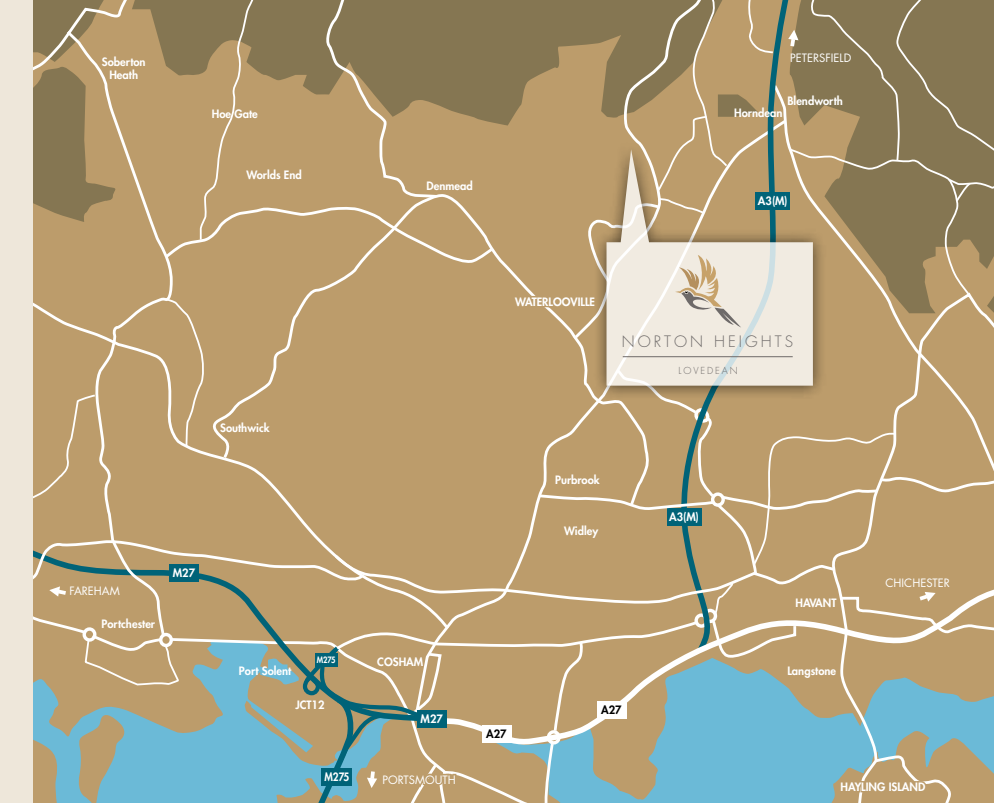 PETERSFIELD
Soberton
Heath
Blendworth
Hoe Gate
Horndean
Worlds End
Denmead
A3(M)
WATERLOOVILLE
NORTON HEIGHTS
LOVEDEAN
Southwick
Purbrook
A3(M)
Widley
M27
FAREHAM
CHICHESTER
HAVANT
Portchester
M275
COSHAM
Port Solent
Langstone
JCT12
A27
M27
A27
M275
PORTSMOUTH
HAYLING ISLAND